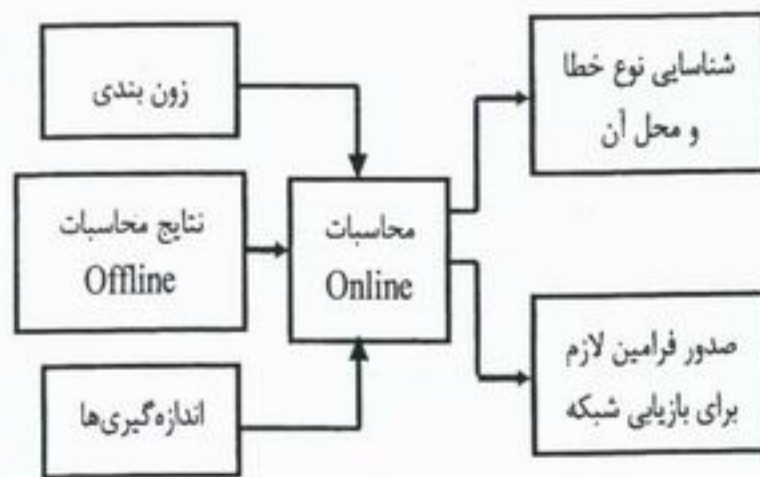 زون بندی
نتایج محاسبات
Offline
اندازه‌گیری‌ها
محاسبات
Online
شناسایی نوع خطا
و محل آن
صدور فرامین لازم
برای بازیابی شبکه